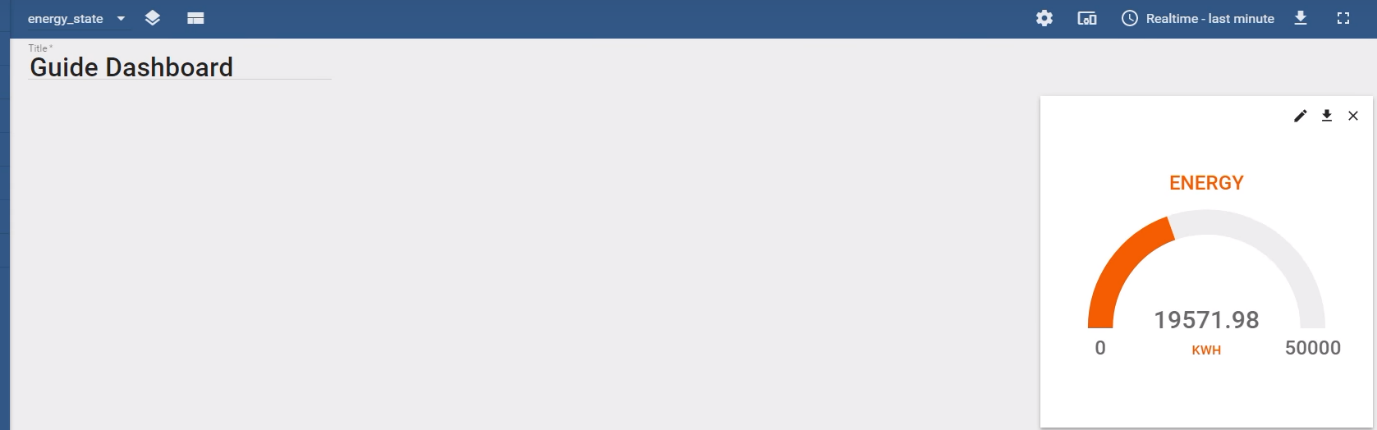 energy_state
Realtime - last minute
Title *
Guide Dashboard
ENERGY
19571.98
0
KWH
50000